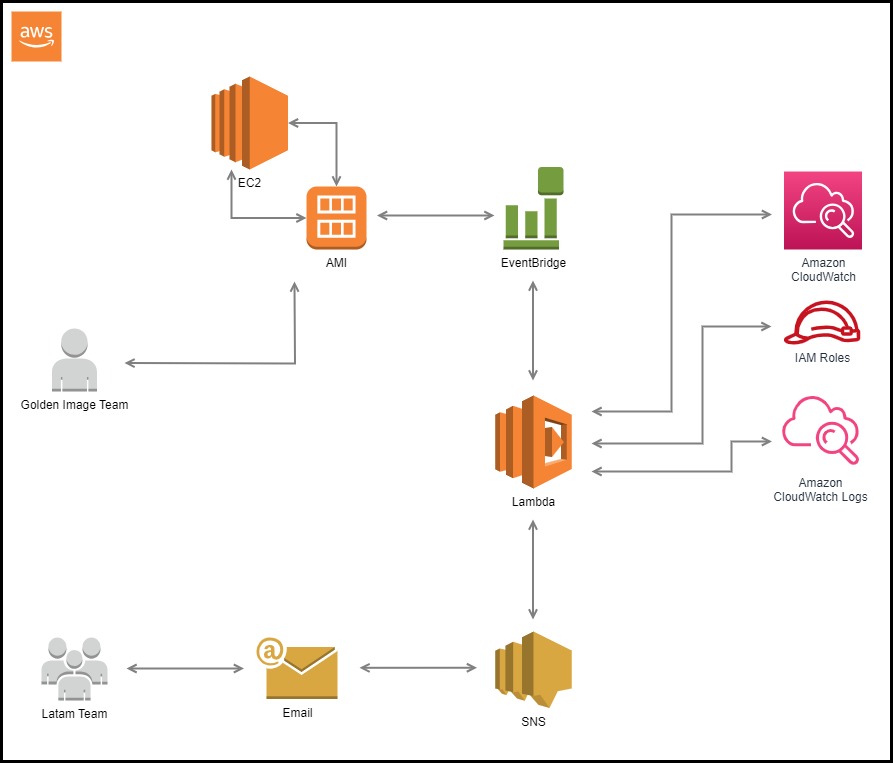 aws
EC2
AMI
EventBridge
Amazon
CloudWatch
IAM Roles
Golden Image Team
Amazon
CloudWatch Logs
Lambda
@
Latam Team
Email
SNS